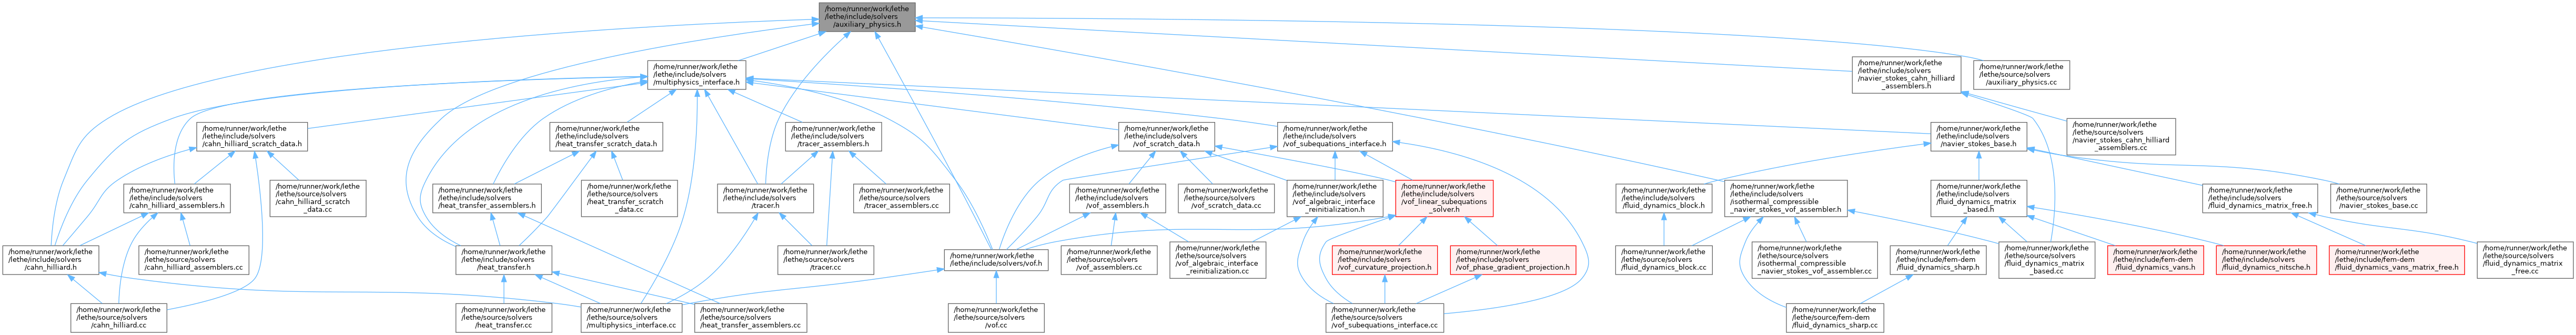 /home/runner/work/lethe
/lethe/include/solvers
/auxiliary_physics.h
/home/runner/work/lethe
/lethe/include/solvers
/multiphysics_interface.h
/home/runner/work/lethe
/lethe/include/solvers
/navier_stokes_cahn_hilliard
_assemblers.h
/home/runner/work/lethe
/lethe/source/solvers
/auxiliary_physics.cc
/home/runner/work/lethe
/lethe/include/solvers
/cahn_hilliard_scratch_data.h
/home/runner/work/lethe
/lethe/include/solvers
/heat_transfer_scratch_data.h
/home/runner/work/lethe
/lethe/include/solvers
/tracer_assemblers.h
/home/runner/work/lethe
/lethe/include/solvers
/vof_scratch_data.h
/home/runner/work/lethe
/lethe/include/solvers
/vof_subequations_interface.h
/home/runner/work/lethe
/lethe/include/solvers
/navier_stokes_base.h
/home/runner/work/lethe
/lethe/source/solvers
/navier_stokes_cahn_hilliard
_assemblers.cc
/home/runner/work/lethe
/lethe/include/solvers
/cahn_hilliard_assemblers.h
/home/runner/work/lethe
/lethe/source/solvers
/cahn_hilliard_scratch
_data.cc
/home/runner/work/lethe
/lethe/include/solvers
/heat_transfer_assemblers.h
/home/runner/work/lethe
/lethe/source/solvers
/heat_transfer_scratch
_data.cc
/home/runner/work/lethe
/lethe/include/solvers
/tracer.h
/home/runner/work/lethe
/lethe/source/solvers
/tracer_assemblers.cc
/home/runner/work/lethe
/lethe/include/solvers
/vof_assemblers.h
/home/runner/work/lethe
/lethe/source/solvers
/vof_scratch_data.cc
/home/runner/work/lethe
/lethe/include/solvers
/vof_algebraic_interface
_reinitialization.h
/home/runner/work/lethe
/lethe/include/solvers
/vof_linear_subequations
_solver.h
/home/runner/work/lethe
/lethe/include/solvers
/fluid_dynamics_block.h
/home/runner/work/lethe
/lethe/include/solvers
/isothermal_compressible
_navier_stokes_vof_assembler.h
/home/runner/work/lethe
/lethe/include/solvers
/fluid_dynamics_matrix
_based.h
/home/runner/work/lethe
/lethe/include/solvers
/fluid_dynamics_matrix_free.h
/home/runner/work/lethe
/lethe/source/solvers
/navier_stokes_base.cc
/home/runner/work/lethe
/lethe/include/solvers
/cahn_hilliard.h
/home/runner/work/lethe
/lethe/source/solvers
/cahn_hilliard_assemblers.cc
/home/runner/work/lethe
/lethe/include/solvers
/heat_transfer.h
/home/runner/work/lethe
/lethe/source/solvers
/tracer.cc
/home/runner/work/lethe
/lethe/include/solvers/vof.h
/home/runner/work/lethe
/lethe/source/solvers
/vof_assemblers.cc
/home/runner/work/lethe
/lethe/source/solvers
/vof_algebraic_interface
_reinitialization.cc
/home/runner/work/lethe
/lethe/include/solvers
/vof_curvature_projection.h
/home/runner/work/lethe
/lethe/include/solvers
/vof_phase_gradient_projection.h
/home/runner/work/lethe
/lethe/source/solvers
/fluid_dynamics_block.cc
/home/runner/work/lethe
/lethe/source/solvers
/isothermal_compressible
_navier_stokes_vof_assembler.cc
/home/runner/work/lethe
/lethe/include/fem-dem
/fluid_dynamics_sharp.h
/home/runner/work/lethe
/lethe/source/solvers
/fluid_dynamics_matrix
_based.cc
/home/runner/work/lethe
/lethe/include/fem-dem
/fluid_dynamics_vans.h
/home/runner/work/lethe
/lethe/include/solvers
/fluid_dynamics_nitsche.h
/home/runner/work/lethe
/lethe/include/fem-dem
/fluid_dynamics_vans_matrix_free.h
/home/runner/work/lethe
/lethe/source/solvers
/fluid_dynamics_matrix
_free.cc
/home/runner/work/lethe
/lethe/source/solvers
/cahn_hilliard.cc
/home/runner/work/lethe
/lethe/source/solvers
/heat_transfer.cc
/home/runner/work/lethe
/lethe/source/solvers
/multiphysics_interface.cc
/home/runner/work/lethe
/lethe/source/solvers
/heat_transfer_assemblers.cc
/home/runner/work/lethe
/lethe/source/solvers
/vof.cc
/home/runner/work/lethe
/lethe/source/solvers
/vof_subequations_interface.cc
/home/runner/work/lethe
/lethe/source/fem-dem
/fluid_dynamics_sharp.cc